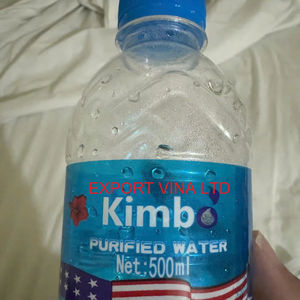 EXPORT VINA LTD
Kimbo
PURIFIED WATER
Net:500ml